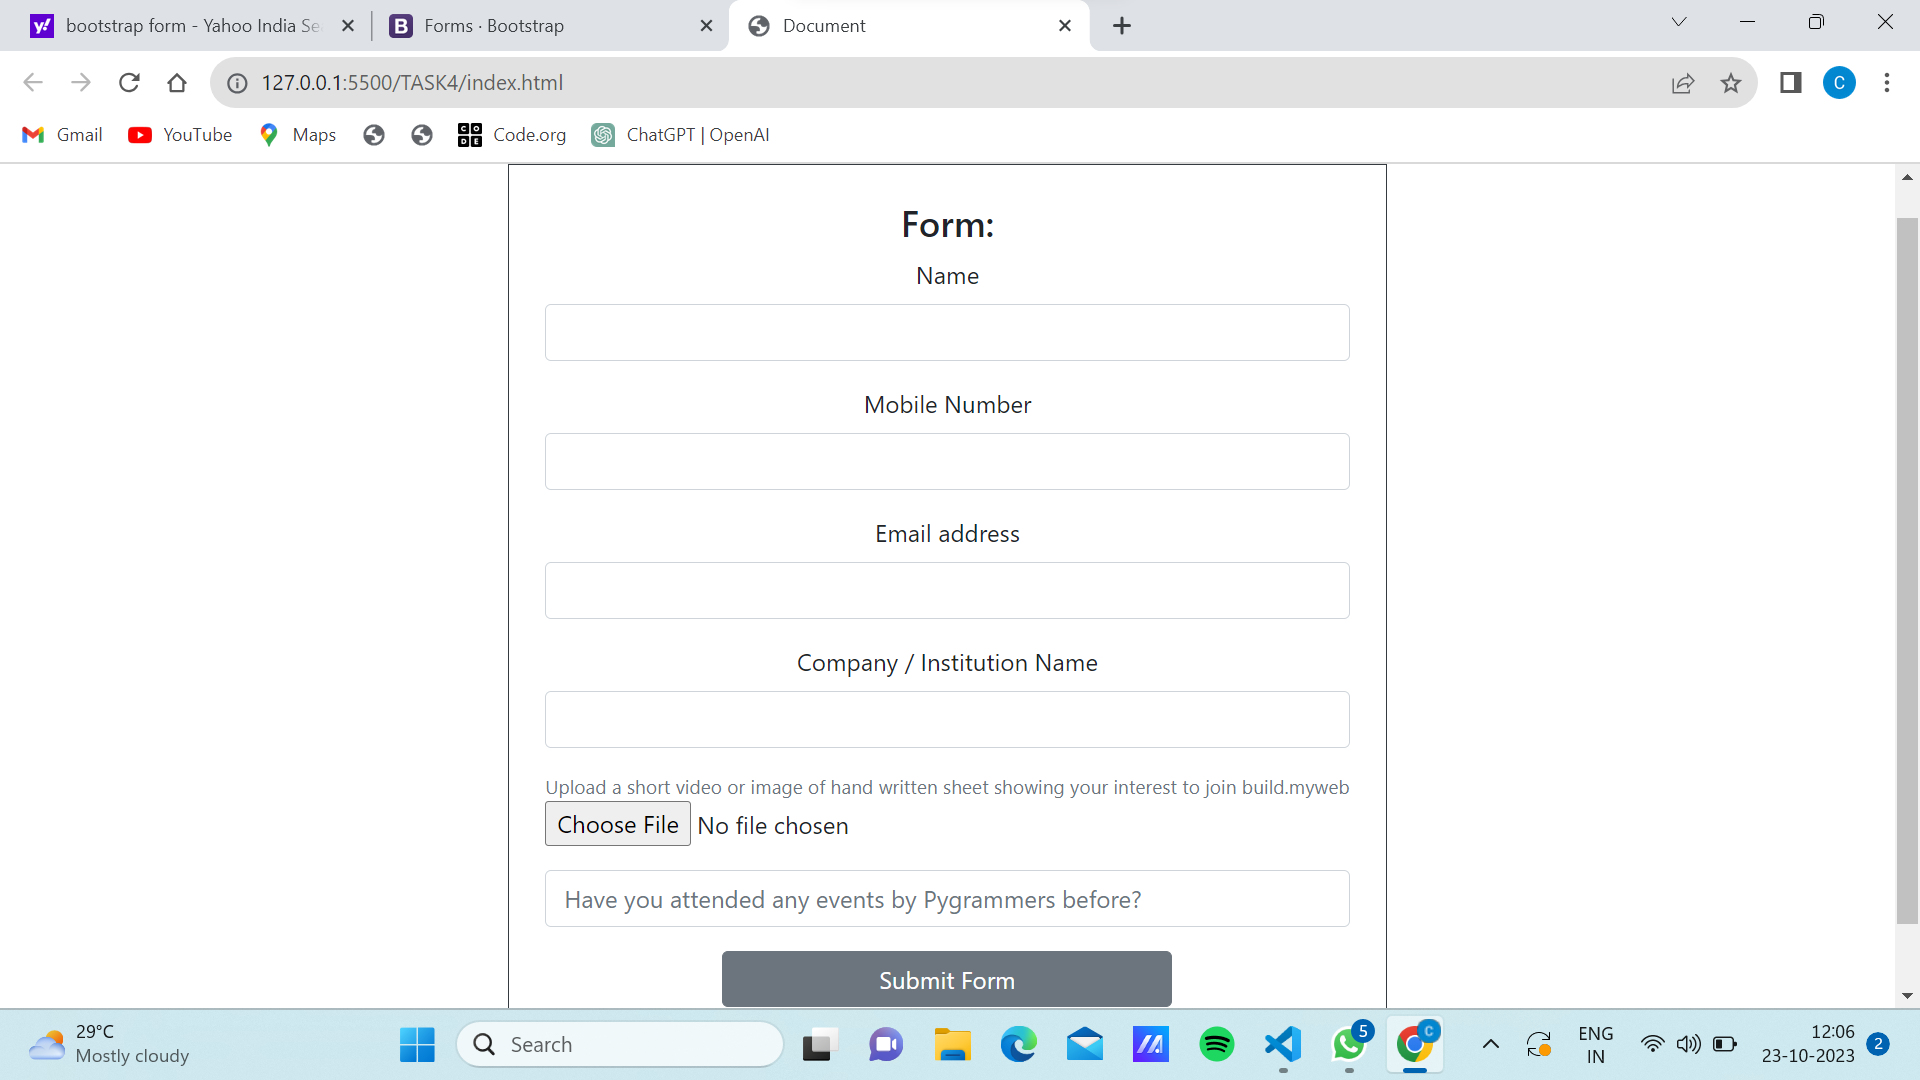 bootstrap form - Yahoo India Se
Forms · Bootstrap
Document
127.0.0.1:5500/TASK4/index.html
C
Gmail
YouTube
Maps
CODE
Code.org
ChatGPT | OpenAI
Form:
Name
Mobile Number
Email address
Company / Institution Name
Upload a short video or image of hand written sheet showing your interest to join build.myweb
Choose File No file chosen
Have you attended any events by Pygrammers before?
Submit Form
29°C
Mostly cloudy
Search
5
C
ENG
IN
12:06
23-10-2023
2